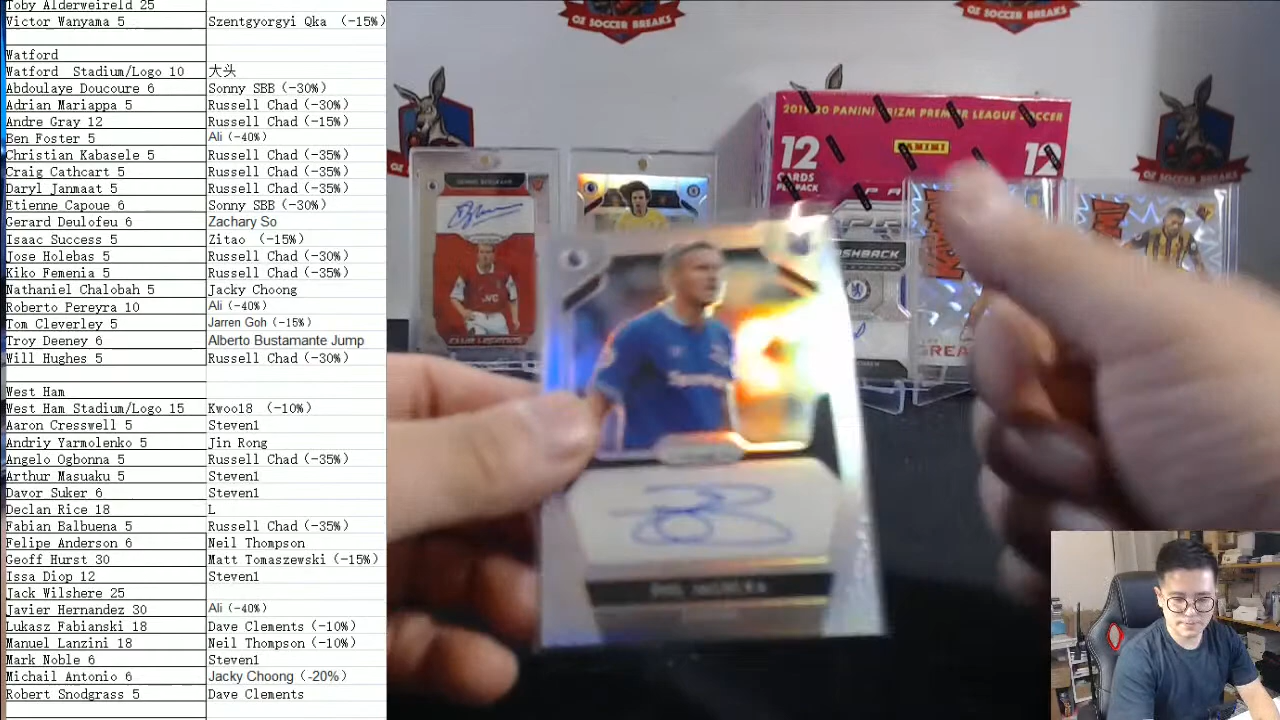 Toby Alderweireld 25
Victor Wanyama 5 Szentgyorgyi Qka (-15%)
Watford
Watford Stadium/Logo 10 大头
Abdoulaye Doucoure 6 Sonny SBB (-30%)
Adrian Mariappa 5 Russell Chad (-30%)
Andre Gray 12 Russell Chad (-15%)
Ben Foster 5 Ali (-40%)
Christian Kabasele 5 Russell Chad (-35%)
Craig Cathcart 5 Russell Chad (-35%)
Daryl Janmaat 5 Russell Chad (-35%)
Etienne Capoue 6 Sonny SBB (-30%)
Gerard Deulofeu 6 Zachary So
Isaac Success 5 Zitao (-15%)
Jose Holebas 5 Russell Chad (-30%)
Kiko Femenia 5 Russell Chad (-35%)
Nathaniel Chalobah 5 Jacky Choong
Roberto Pereyra 10 Ali (-40%)
Tom Cleverley 5 Jarren Goh (-15%)
Troy Deeney 6 Alberto Bustamante Jump
Will Hughes 5 Russell Chad (-30%)
West Ham
West Ham Stadium/Logo 15 Kwoo18 (-10%)
Aaron Cresswell 5 Steven1
Andriy Yarmolenko 5 Jin Rong
Angelo Ogbonna 5 Russell Chad (-35%)
Arthur Masuaku 5 Steven1
Davor Suker 6 Steven1
Declan Rice 18 L
Fabian Balbuena 5 Russell Chad (-35%)
Felipe Anderson 6 Neil Thompson
Geoff Hurst 30 Matt Tomaszewski (-15%)
Issa Diop 12 Steven1
Jack Wilshere 25
Javier Hernandez 30 Ali (-40%)
Lukasz Fabianski 18 Dave Clements (-10%)
Manuel Lanzini 18 Neil Thompson (-10%)
Mark Noble 6 Steven1
Michail Antonio 6 Jacky Choong (-20%)
Robert Snodgrass 5 Dave Clements
OZ SOCCER BREAKS
OZ SOCCER BREAKS
OZ SOCCER BREAKS
OZ SOCCER BREAKS
2019-20 PANINI PRIZM PREMIER LEAGUE SOCCER
PANINI
12
CARDS
PER PACK
12
DENNIS BERGKAMP
JVC
CLUB LEGENDS